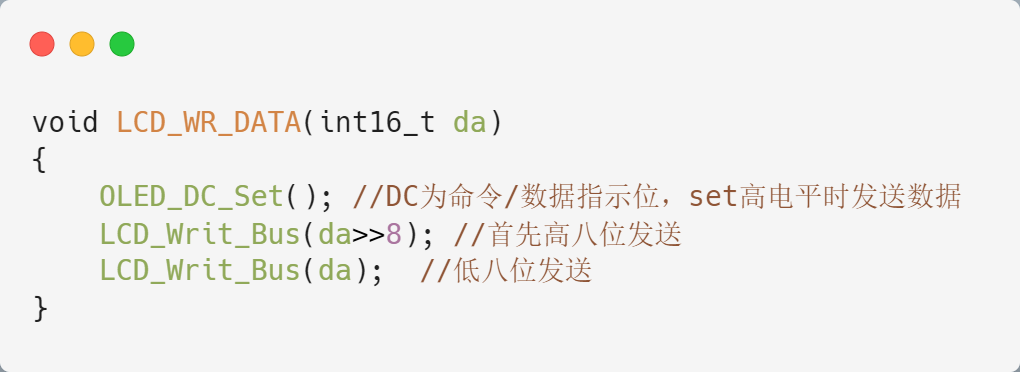 void LCD_WR_DATA(int16_t da)
{
    OLED_DC_Set(); //DC为命令/数据指示位，set高电平时发送数据
    LCD_Writ_Bus(da>>8); //首先高八位发送
    LCD_Writ_Bus(da);  //低八位发送
}